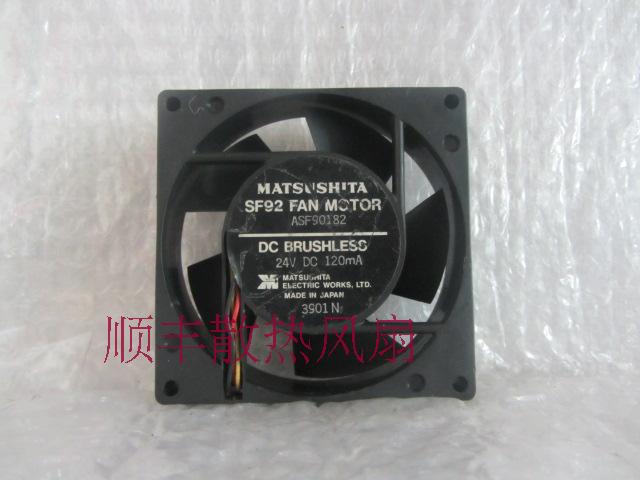 MATSUSHITA
SF92 FAN MOTOR
ASF90182
DC BRUSHLESS
24V DC 120mA
MATSUSHITA
ELECTRIC WORKS, LTD.
MADE IN JAPAN
3901N
顺丰散热风扇